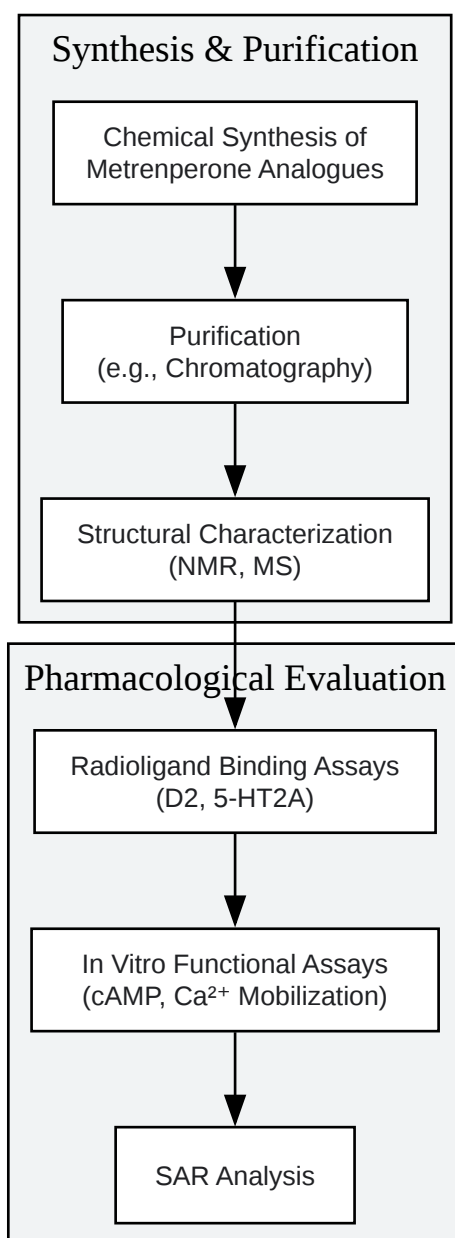 Synthesis & Purification
Chemical Synthesis of
Metrenperone Analogues
Purification
(e.g., Chromatography)
Structural Characterization
(NMR, MS)
Pharmacological Evaluation
Radioligand Binding Assays
(D2, 5-HT2A)
In Vitro Functional Assays
(cAMP, Ca²⁺ Mobilization)
SAR Analysis